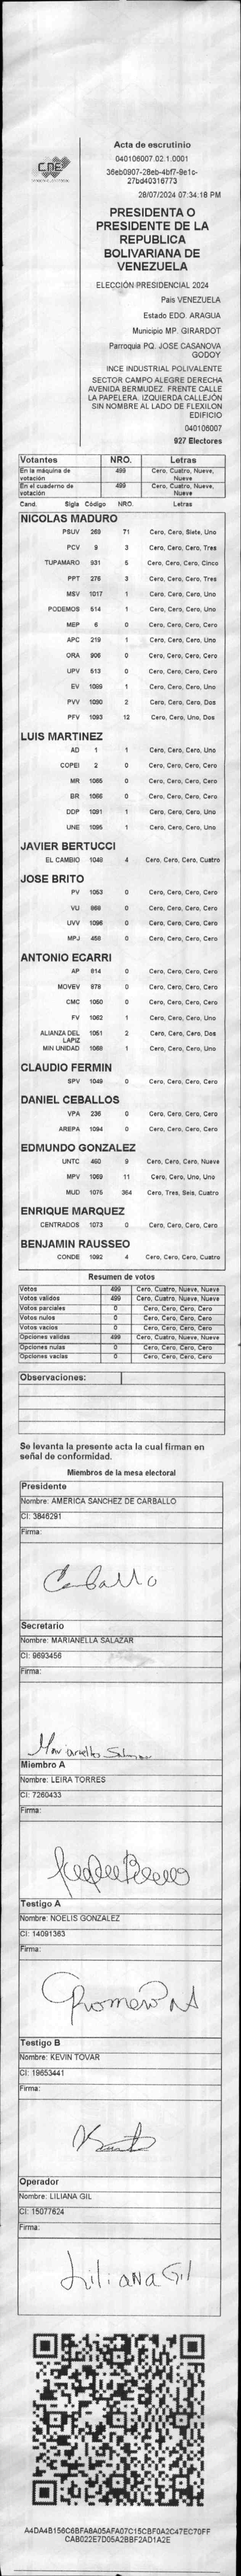 CNE
Acta de escrutinio
040106007.02.1.0001
36eb0907-28eb-4bf7-9e1c-
27bd40316773
28/07/2024 07:34:18 PM
PRESIDENTA O
PRESIDENTE DE LA
REPUBLICA
BOLIVARIANA DE
VENEZUELA
ELECCIÓN PRESIDENCIAL 2024
Pais VENEZUELA
Estado EDO. ARAGUA
Municipio MP. GIRARDOT
Parroquia PQ. JOSE CASANOVA
GODOY
INCE INDUSTRIAL POLIVALENTE
SECTOR CAMPO ALEGRE DERECHA
AVENIDA BERMUDEZ. FRENTE CALLE
LA PAPELERA. IZQUIERDA CALLEJÓN
SIN NOMBRE AL LADO DE FLEXILON
EDIFICIO
040106007
927 Electores
Votantes NRO. Letras
En la máquina de votación 499 Cero, Cuatro, Nueve, Nueve
En el cuaderno de votación 499 Cero, Cuatro, Nueve, Nueve
Cand. Sigla Código NRO. Letras
NICOLAS MADURO
PSUV 269 71 Cero, Cero, Siete, Uno
PCV 9 3 Cero, Cero, Cero, Tres
TUPAMARO 931 5 Cero, Cero, Cero, Cinco
PPT 276 3 Cero, Cero, Cero, Tres
MSV 1017 1 Cero, Cero, Cero, Uno
PODEMOS 514 1 Cero, Cero, Cero, Uno
MEP 6 0 Cero, Cero, Cero, Cero
APC 219 1 Cero, Cero, Cero, Uno
ORA 906 0 Cero, Cero, Cero, Cero
UPV 513 0 Cero, Cero, Cero, Cero
EV 1089 1 Cero, Cero, Cero, Uno
PVV 1090 2 Cero, Cero, Cero, Dos
PFV 1093 12 Cero, Cero, Uno, Dos
LUIS MARTINEZ
AD 1 1 Cero, Cero, Cero, Uno
COPEI 2 0 Cero, Cero, Cero, Cero
MR 1065 0 Cero, Cero, Cero, Cero
BR 1066 0 Cero, Cero, Cero, Cero
DDP 1091 1 Cero, Cero, Cero, Uno
UNE 1095 1 Cero, Cero, Cero, Uno
JAVIER BERTUCCI
EL CAMBIO 1048 4 Cero, Cero, Cero, Cuatro
JOSE BRITO
PV 1053 0 Cero, Cero, Cero, Cero
VU 868 0 Cero, Cero, Cero, Cero
UVV 1096 0 Cero, Cero, Cero, Cero
MPJ 458 0 Cero, Cero, Cero, Cero
ANTONIO ECARRI
AP 814 0 Cero, Cero, Cero, Cero
MOVEV 878 0 Cero, Cero, Cero, Cero
CMC 1050 0 Cero, Cero, Cero, Cero
FV 1062 1 Cero, Cero, Cero, Uno
ALIANZA DEL LAPIZ 1051 2 Cero, Cero, Cero, Dos
MIN UNIDAD 1068 1 Cero, Cero, Cero, Uno
CLAUDIO FERMIN
SPV 1049 0 Cero, Cero, Cero, Cero
DANIEL CEBALLOS
VPA 236 0 Cero, Cero, Cero, Cero
AREPA 1094 0 Cero, Cero, Cero, Cero
EDMUNDO GONZALEZ
UNTC 460 9 Cero, Cero, Cero, Nueve
MPV 1069 11 Cero, Cero, Uno, Uno
MUD 1075 364 Cero, Tres, Seis, Cuatro
ENRIQUE MARQUEZ
CENTRADOS 1073 0 Cero, Cero, Cero, Cero
BENJAMIN RAUSSEO
CONDE 1092 4 Cero, Cero, Cero, Cuatro
Resumen de votos
Votos 499 Cero, Cuatro, Nueve, Nueve
Votos validos 499 Cero, Cuatro, Nueve, Nueve
Votos parciales 0 Cero, Cero, Cero, Cero
Votos nulos 0 Cero, Cero, Cero, Cero
Votos vacios 0 Cero, Cero, Cero, Cero
Opciones validas 499 Cero, Cuatro, Nueve, Nueve
Opciones nulas 0 Cero, Cero, Cero, Cero
Opciones vacias 0 Cero, Cero, Cero, Cero
Observaciones:
Se levanta la presente acta la cual firman en
señal de conformidad.
Miembros de la mesa electoral
Presidente
Nombre: AMERICA SANCHEZ DE CARBALLO
CI: 3846291
Firma:
Carballo
Secretario
Nombre: MARIANELLA SALAZAR
CI: 9693456
Firma:
Miembro A
Nombre: LEIRA TORRES
CI: 7260433
Firma:
Testigo A
Nombre: NOELIS GONZALEZ
CI: 14091363
Firma:
Testigo B
Nombre: KEVIN TOVAR
CI: 19653441
Firma:
Operador
Nombre: LILIANA GIL
CI: 15077624
Firma:
Liliana Gil
A4DA4B156C6BFA8A05AFA07C15CBF0A2C47EC70FF
CAB022E7D05A2BBF2AD1A2E